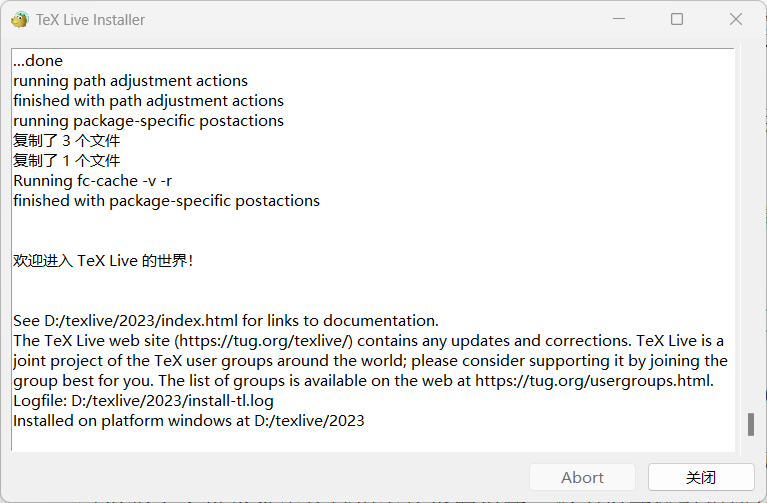 TeX Live Installer
...done
running path adjustment actions
finished with path adjustment actions
running package-specific postactions
复制了 3 个文件
复制了 1 个文件
Running fc-cache -v -r
finished with package-specific postactions
欢迎进入 TeX Live 的世界！
See D:/texlive/2023/index.html for links to documentation.
The TeX Live web site (https://tug.org/texlive/) contains any updates and corrections. TeX Live is a
joint project of the TeX user groups around the world; please consider supporting it by joining the
group best for you. The list of groups is available on the web at https://tug.org/usergroups.html.
Logfile: D:/texlive/2023/install-tl.log
Installed on platform windows at D:/texlive/2023
Abort
关闭